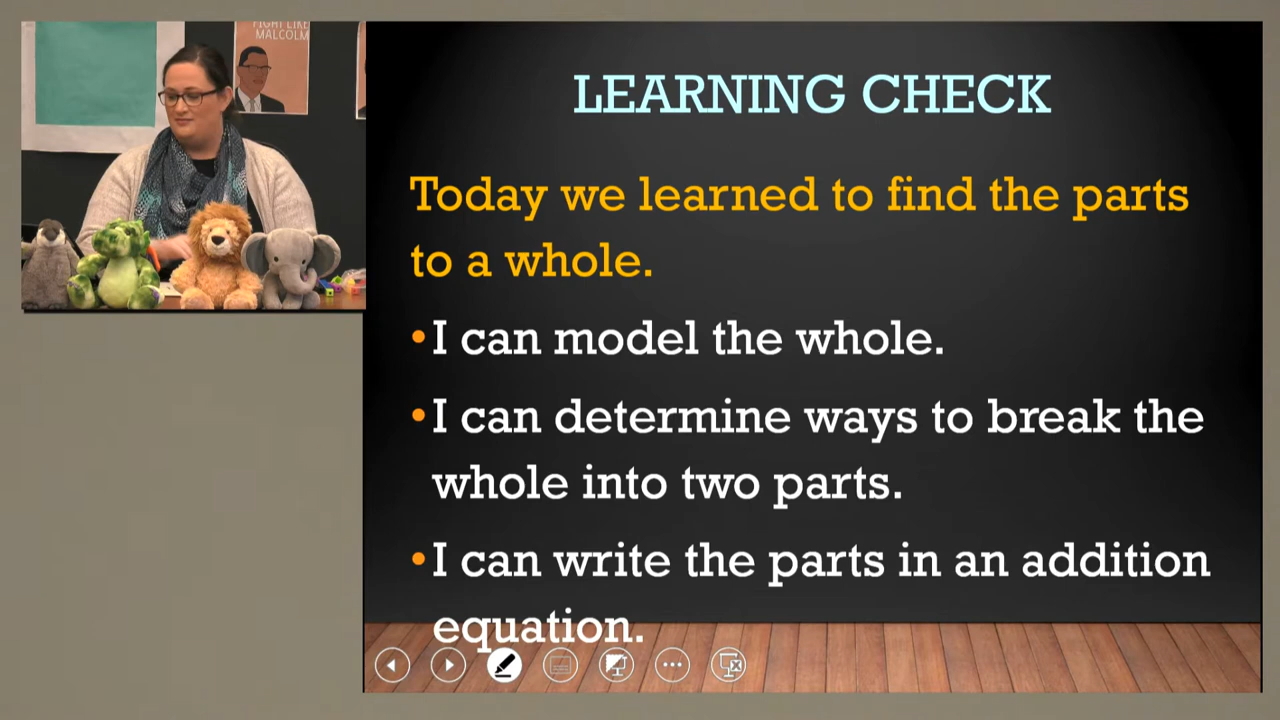 FIGHT LIKE
MALCOLM
LEARNING CHECK
Today we learned to find the parts
to a whole.
•I can model the whole.
•I can determine ways to break the
whole into two parts.
•I can write the parts in an addition
equation.